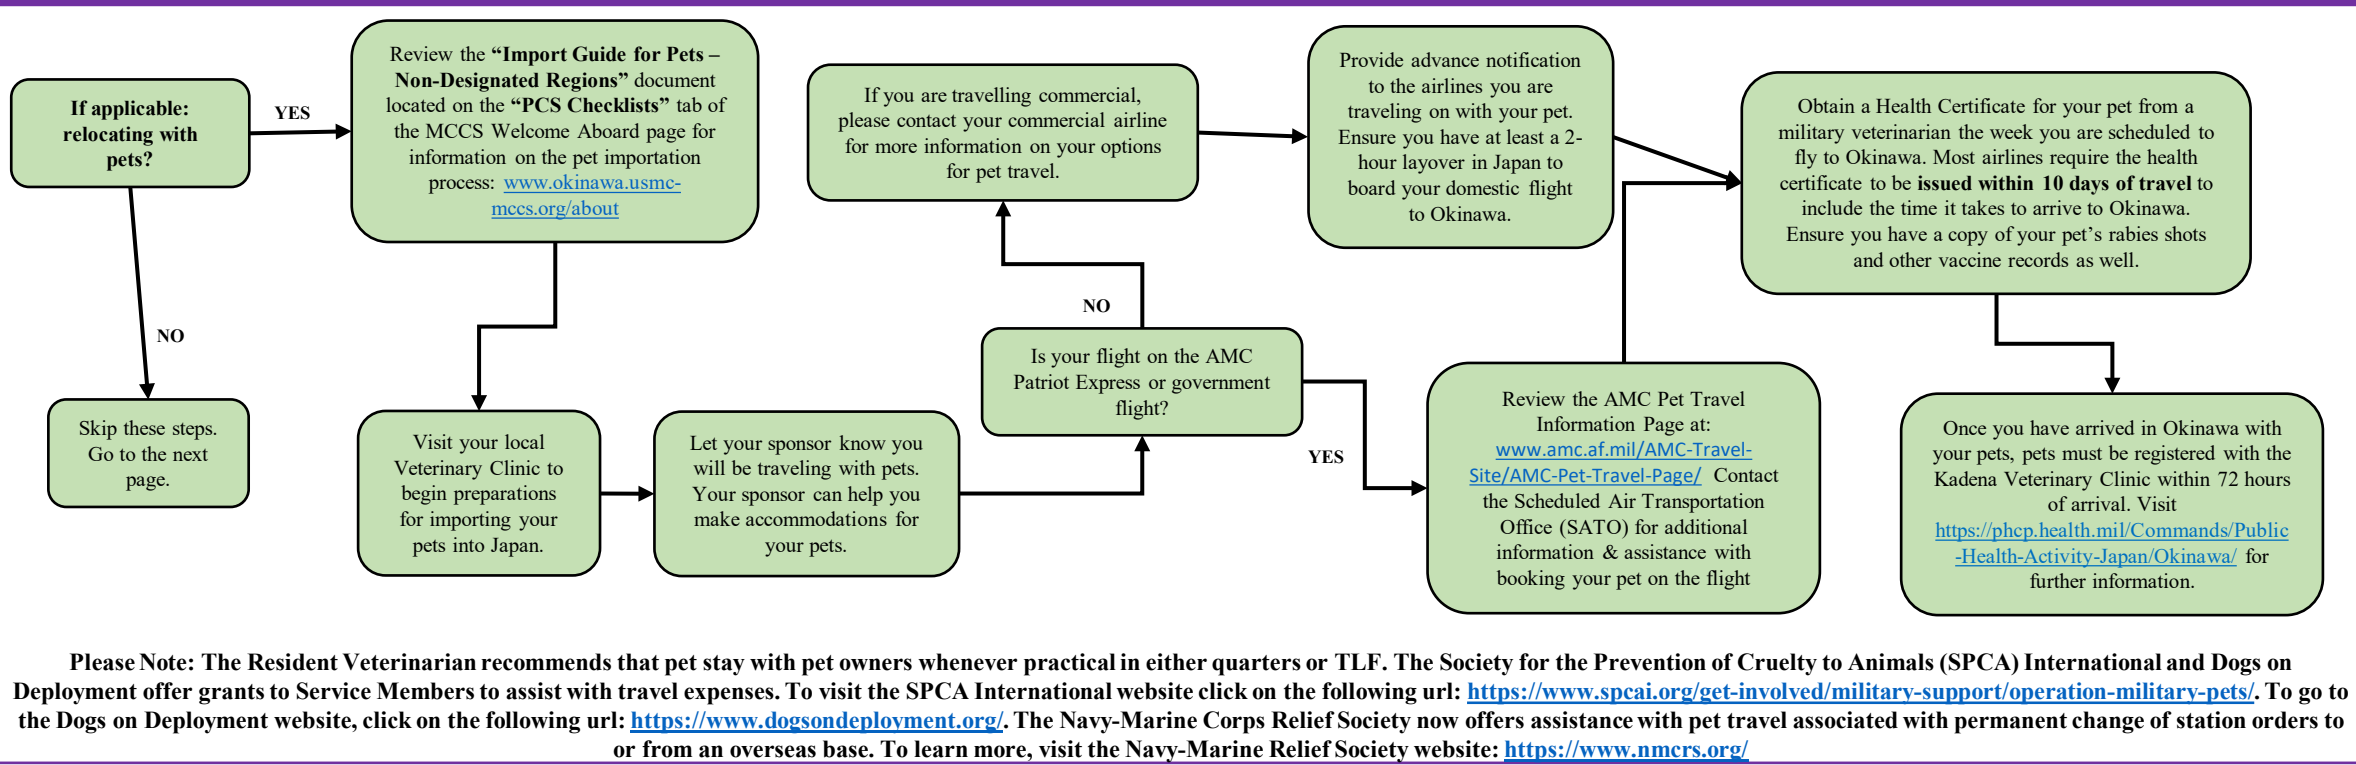 If applicable:
relocating with
pets?
YES
NO
Skip these steps.
Go to the next
page.
Review the “Import Guide for Pets –
Non-Designated Regions” document
located on the “PCS Checklists” tab of
the MCCS Welcome Aboard page for
information on the pet importation
process: www.okinawa.usmc-
mccs.org/about
Visit your local
Veterinary Clinic to
begin preparations
for importing your
pets into Japan.
Let your sponsor know you
will be traveling with pets.
Your sponsor can help you
make accommodations for
your pets.
Is your flight on the AMC
Patriot Express or government
flight?
NO
If you are travelling commercial,
please contact your commercial airline
for more information on your options
for pet travel.
Provide advance notification
to the airlines you are
traveling on with your pet.
Ensure you have at least a 2-
hour layover in Japan to
board your domestic flight
to Okinawa.
YES
Review the AMC Pet Travel
Information Page at:
www.amc.af.mil/AMC-Travel-
Site/AMC-Pet-Travel-Page/ Contact
the Scheduled Air Transportation
Office (SATO) for additional
information & assistance with
booking your pet on the flight
Obtain a Health Certificate for your pet from a
military veterinarian the week you are scheduled to
fly to Okinawa. Most airlines require the health
certificate to be issued within 10 days of travel to
include the time it takes to arrive to Okinawa.
Ensure you have a copy of your pet’s rabies shots
and other vaccine records as well.
Once you have arrived in Okinawa with
your pets, pets must be registered with the
Kadena Veterinary Clinic within 72 hours
of arrival. Visit
https://phcp.health.mil/Commands/Public
-Health-Activity-Japan/Okinawa/ for
further information.
Please Note: The Resident Veterinarian recommends that pet stay with pet owners whenever practical in either quarters or TLF. The Society for the Prevention of Cruelty to Animals (SPCA) International and Dogs on
Deployment offer grants to Service Members to assist with travel expenses. To visit the SPCA International website click on the following url: https://www.spcai.org/get-involved/military-support/operation-military-pets/. To go to
the Dogs on Deployment website, click on the following url: https://www.dogsondeployment.org/. The Navy-Marine Corps Relief Society now offers assistance with pet travel associated with permanent change of station orders to
or from an overseas base. To learn more, visit the Navy-Marine Relief Society website: https://www.nmcrs.org/